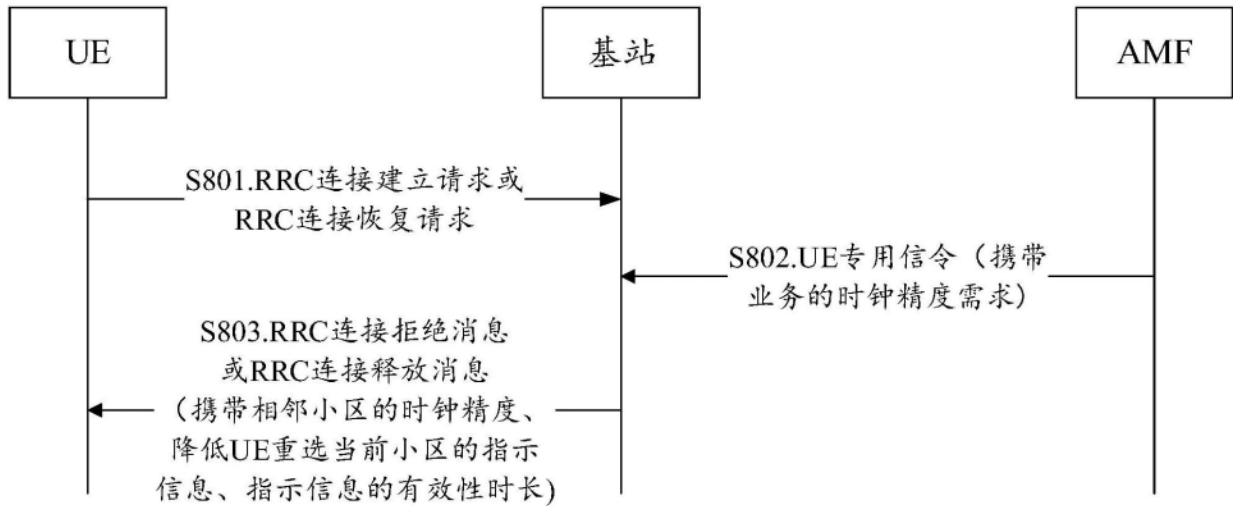 UE
基站
AMF
S801.RRC连接建立请求或
RRC连接恢复请求
S802.UE专用信令（携带
业务的时钟精度需求）
S803.RRC连接拒绝消息
或RRC连接释放消息
（携带相邻小区的时钟精度、
降低UE重选当前小区的指示
信息、指示信息的有效性时长)